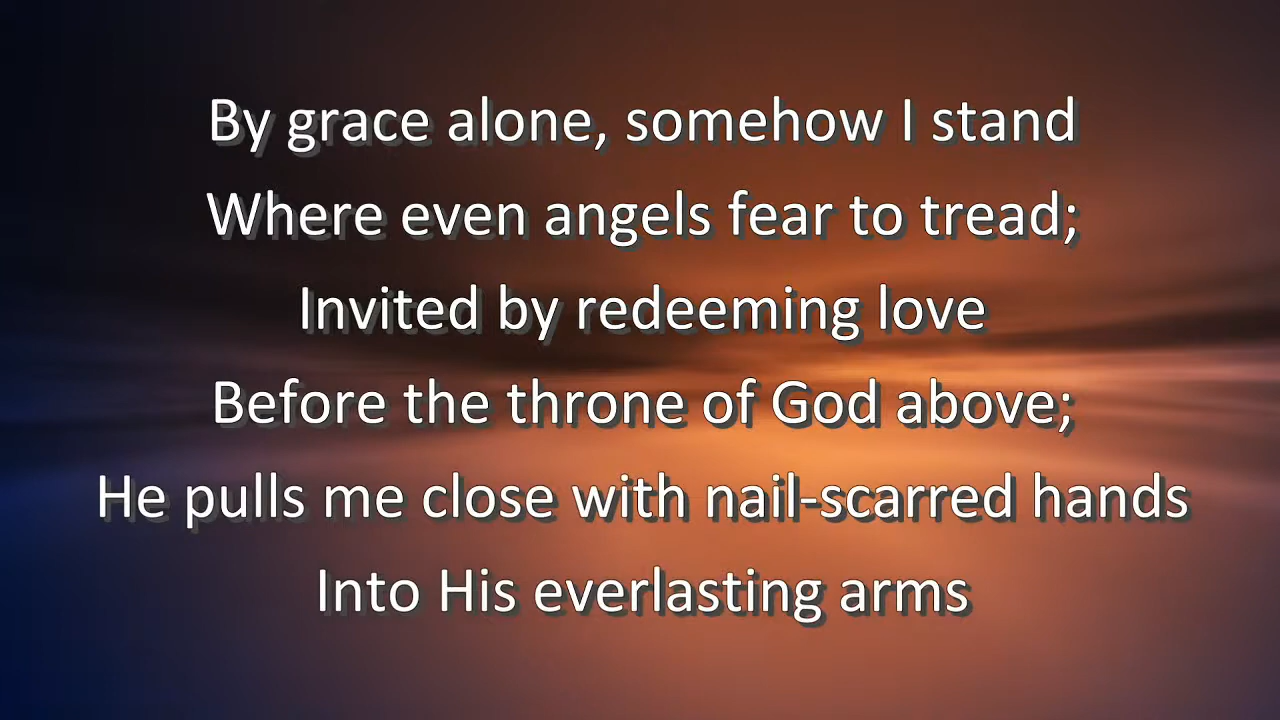 By grace alone, somehow I stand
Where even angels fear to tread;
Invited by redeeming love
Before the throne of God above;
He pulls me close with nail-scarred hands
Into His everlasting arms